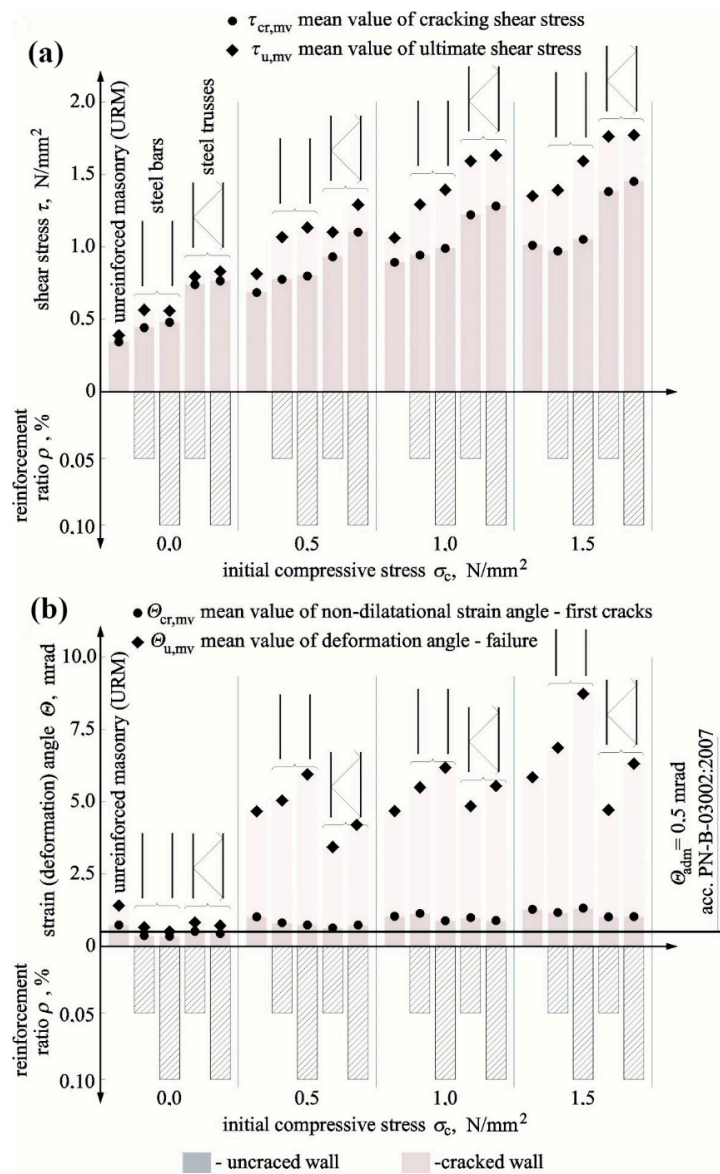 τcr,mv mean value of cracking shear stress
(a)
τu,mv mean value of ultimate shear stress
unreinforced masonry (URM)
steel bars
steel trusses
shear stress τ, N/mm²
2.0
1.5
1.0
0.5
0
reinforcement
ratio ρ , %
0.05
0.10
0.0 0.5 1.0 1.5
initial compressive stress σc, N/mm²
(b)
Θcr,mv mean value of non-dilatational strain angle - first cracks
Θu,mv mean value of deformation angle - failure
unreinforced masonry (URM)
strain (deformation) angle Θ, mrad
10.0
7.5
5.0
2.5
0
Θadm = 0.5 mrad
acc. PN-B-03002:2007
reinforcement
ratio ρ , %
0.05
0.10
0.0 0.5 1.0 1.5
initial compressive stress σc, N/mm²
- uncraced wall -cracked wall